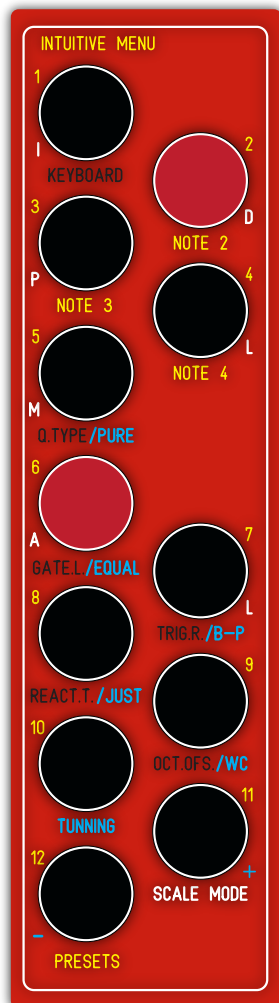 INTUITIVE MENU
1
I
KEYBOARD
2
D
NOTE 2
3
P
NOTE 3
4
L
NOTE 4
5
M
Q.TYPE/PURE
6
A
GATE.L./EQUAL
7
L
TRIG.R./B-P
8
REACT.T./JUST
9
OCT.OFS./WC
10
TUNNING
11
+
SCALE MODE
12
-
PRESETS